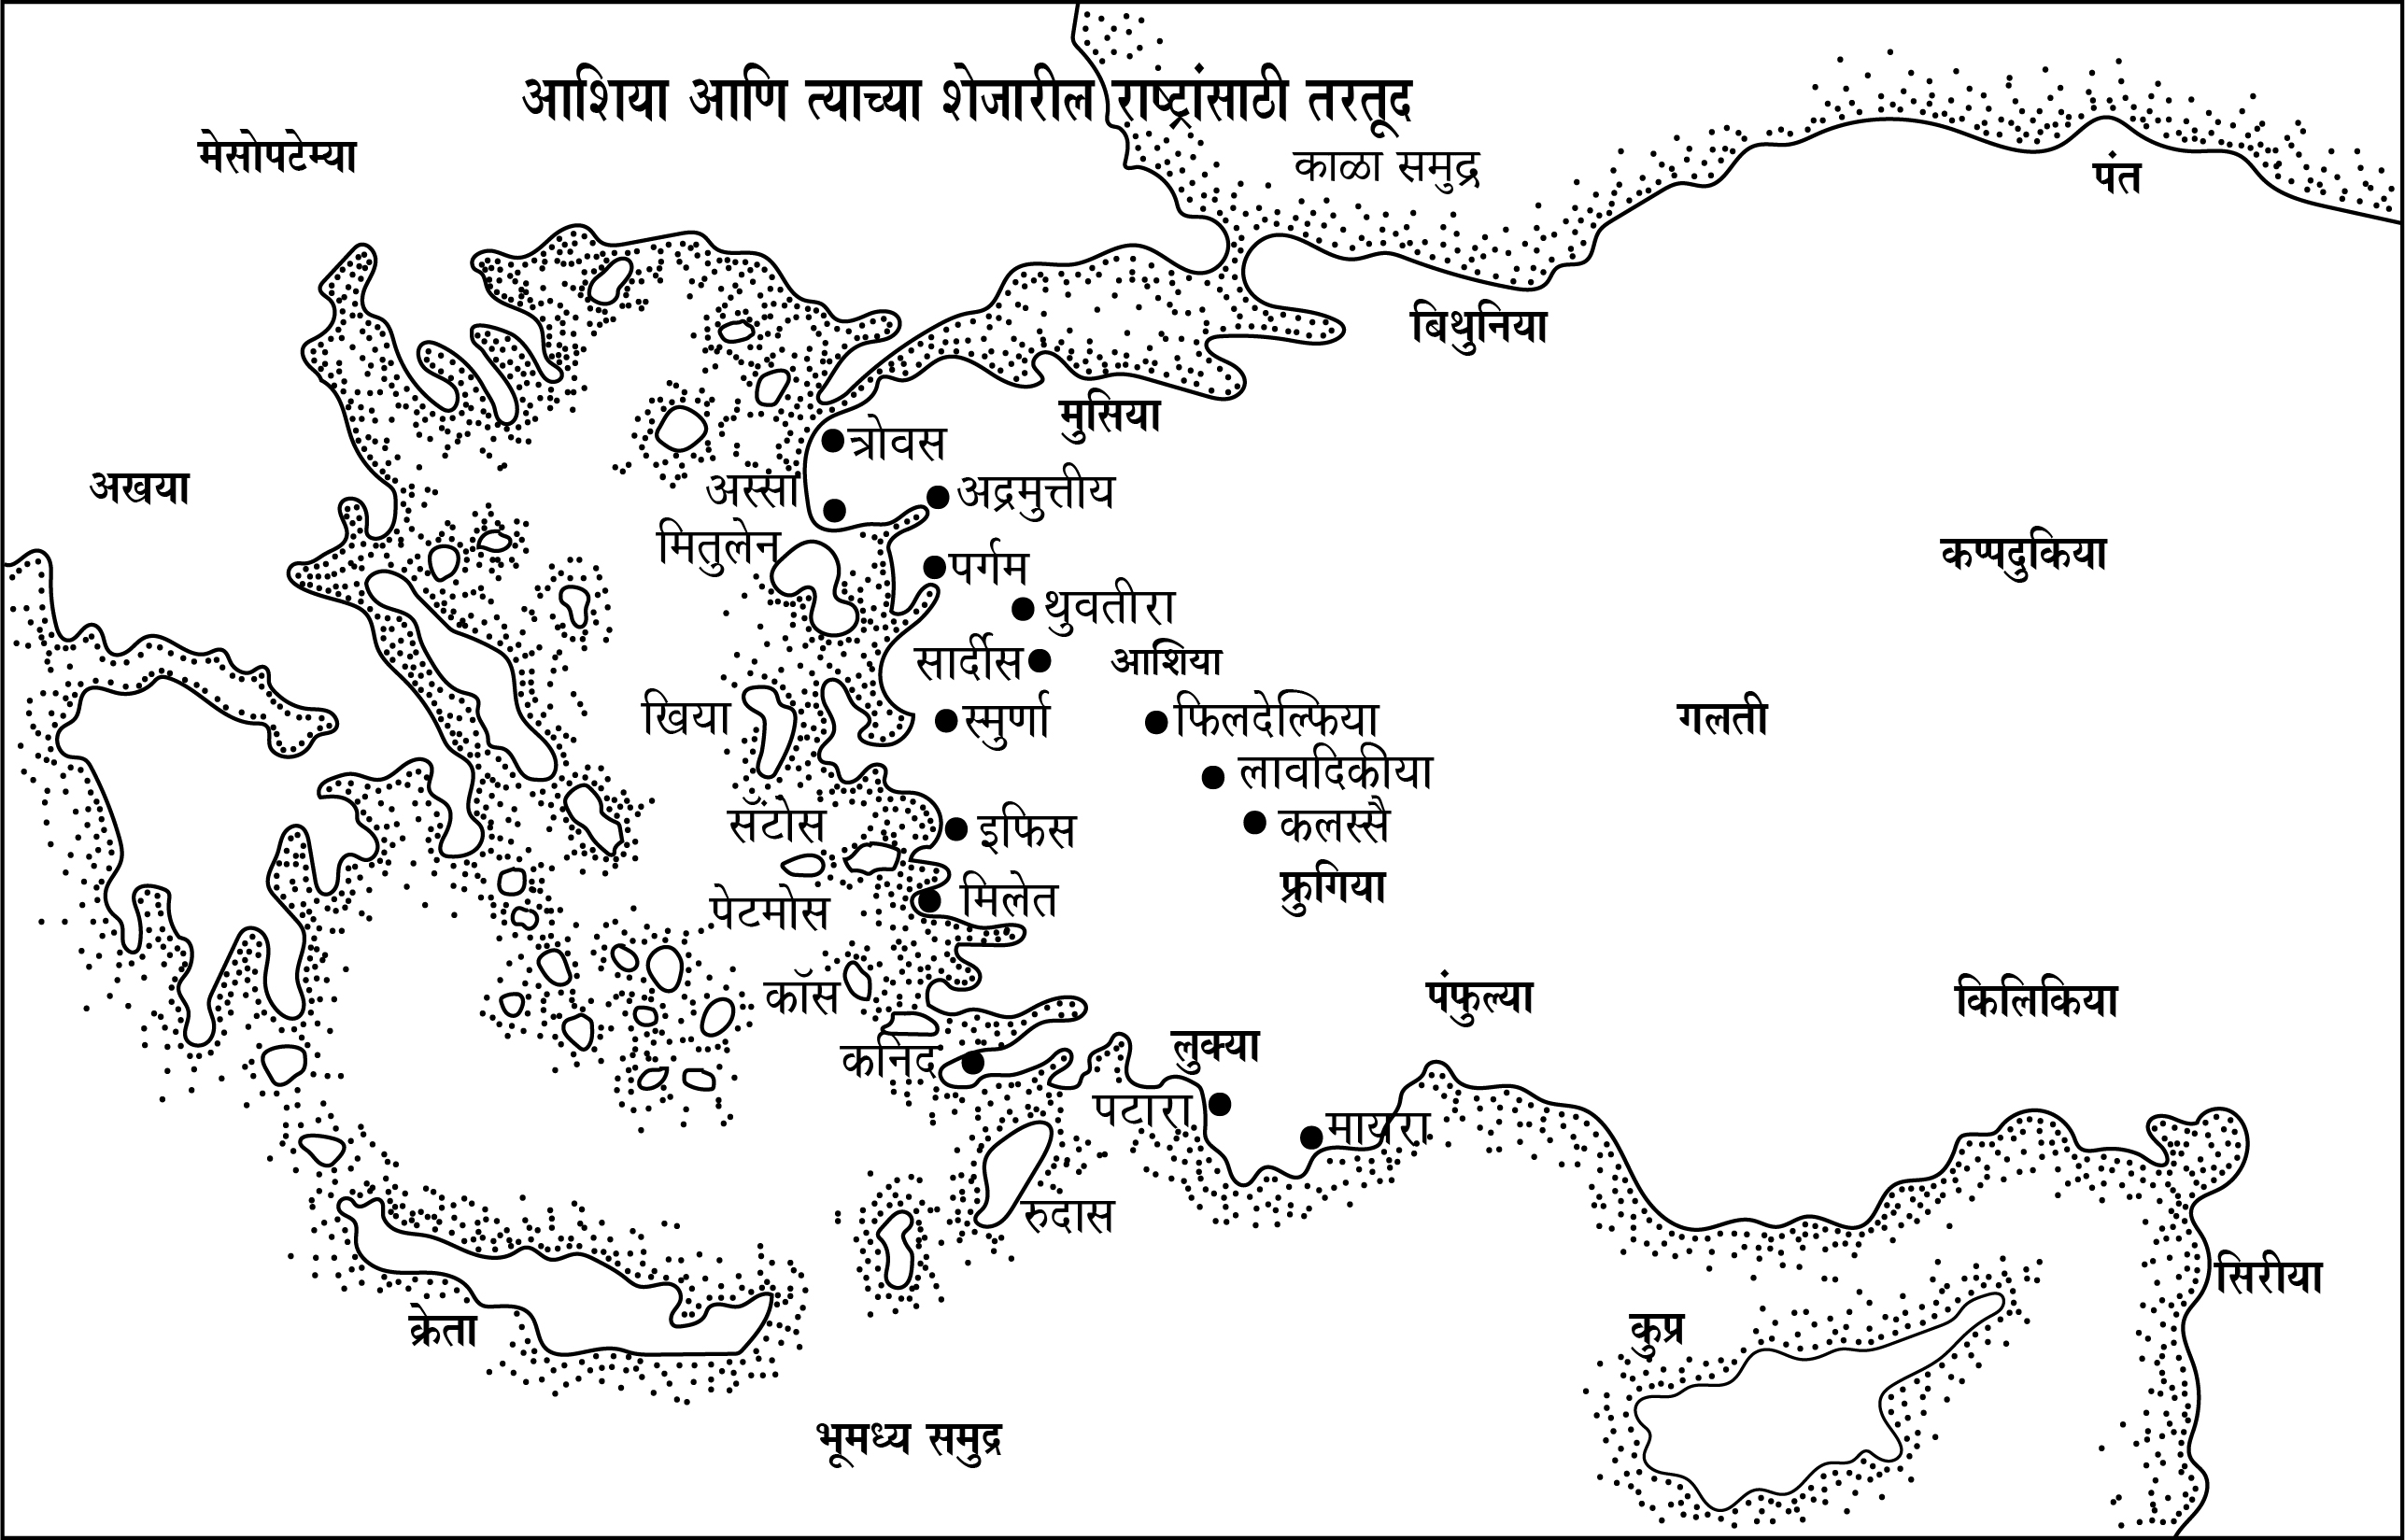 आशिया आणि त्याच्या शेजारील राष्ट्रांसाठी तरतूद
मेसोपटेम्या
काळा समुद्र
पंत
बिथुनिया
मुसिया
त्रोवस
अखया
अस्सा
अद्रमुत्तीय
मितुलेन
पर्गम
कप्पदुकिया
थुवतीरा
सार्दीस
आशिया
खिया
स्मुर्णा
फिलदेल्फिया
गलती
लावदिकीया
सॅटोस
इफिस
कलस्सै
फ्रुगिया
पेटमोस
मिलेत
कॉस
पंफुल्या
किलिकिया
कनिद
लुक्या
पटारा
मायरा
रुदास
सिरीया
क्रेता
कुप्र
भूमध्य समुद्र